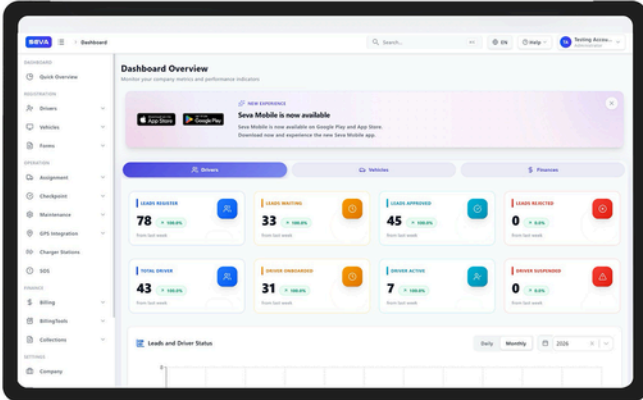 SEVA
Dashboard
Search...
EN
Help
TA
Testing Accou...
Administrator
DASHBOARD
Quick Overview
REGISTRATION
Drivers
Vehicles
Forms
OPERATION
Assignment
Checkpoint
Maintenance
GPS Integration
Charger Stations
SOS
FINANCE
Billing
BillingTools
Collections
SETTINGS
Company
Dashboard Overview
Monitor your company metrics and performance indicators
App Store
Google Play
NEW EXPERIENCE
Seva Mobile is now available
Seva Mobile is now available on Google Play and App Store.
Download now and experience the new Seva Mobile app.
Drivers
Vehicles
Finances
LEADS REGISTER
78 100.0%
from last week
LEADS WAITING
33 100.0%
from last week
LEADS APPROVED
45 100.0%
from last week
LEADS REJECTED
0 0.0%
from last week
TOTAL DRIVER
43 100.0%
from last week
DRIVER ONBOARDED
31 100.0%
from last week
DRIVER ACTIVE
7 100.0%
from last week
DRIVER SUSPENDED
0 0.0%
from last week
Leads and Driver Status
Daily
Monthly
2026